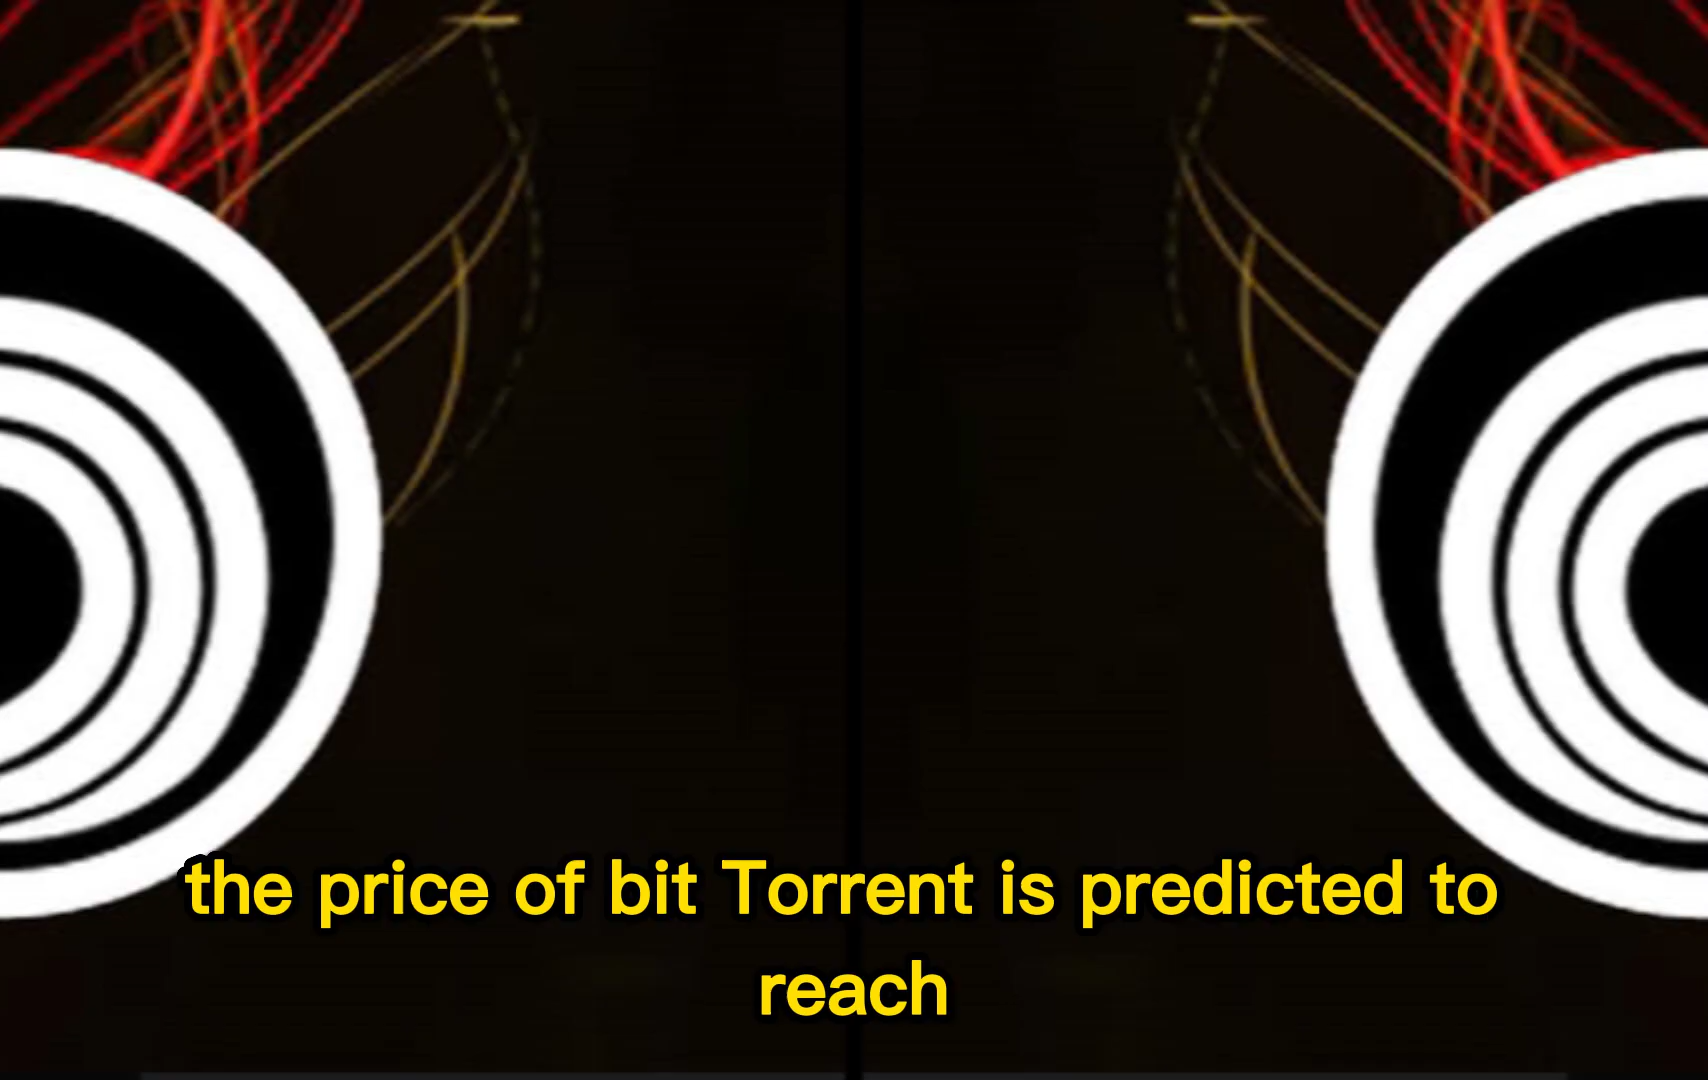 the price of bit Torrent is predicted to
reach